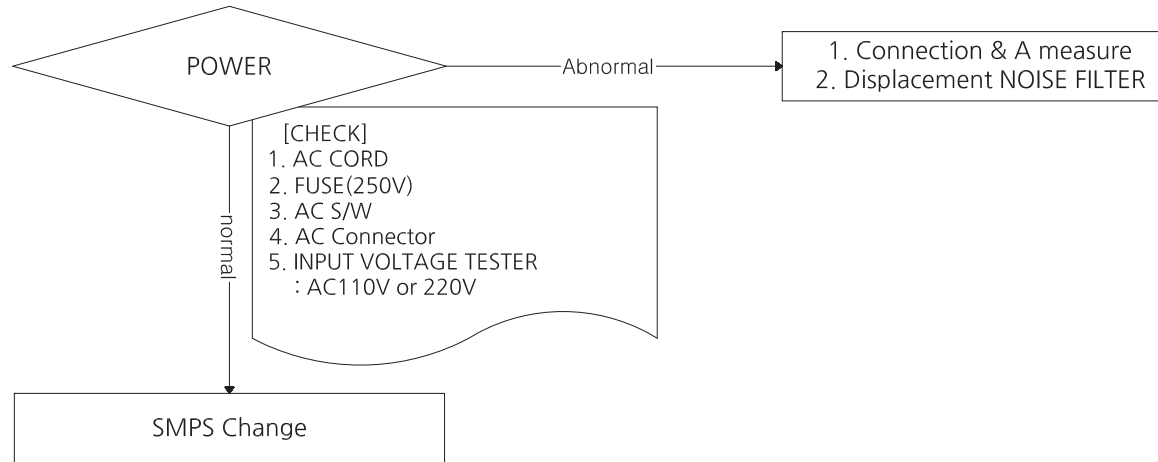 POWER
Abnormal
1. Connection & A measure
2. Displacement NOISE FILTER
[CHECK]
1. AC CORD
2. FUSE(250V)
3. AC S/W
4. AC Connector
5. INPUT VOLTAGE TESTER
: AC110V or 220V
normal
SMPS Change